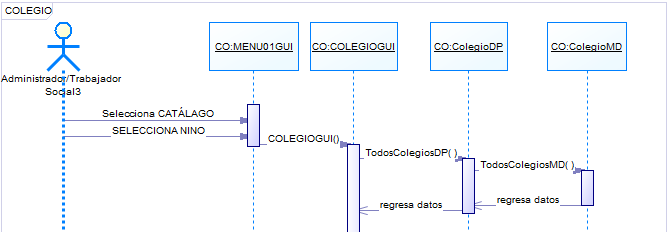 COLEGIO
CO:MENU01GUI
CO:COLEGIOGUI
CO:ColegioDP
CO:ColegioMD
Administrador/Trabajador
Social3
Selecciona CATÁLAGO
SELECCIONA NINO
COLEGIOGUI()
TodosColegiosDP( )
TodosColegiosMD( )
regresa datos
regresa datos